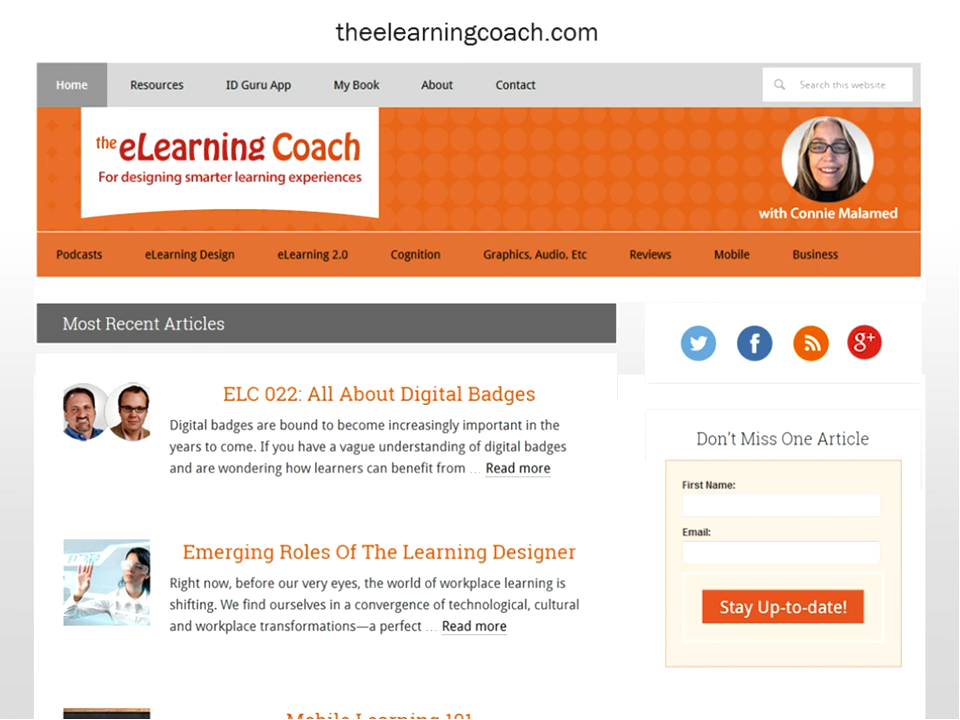 theelearningcoach.com
Home Resources ID Guru App My Book About Contact Search this website
the eLearning Coach
For designing smarter learning experiences
with Connie Malamed
Podcasts eLearning Design eLearning 2.0 Cognition Graphics, Audio, Etc Reviews Mobile Business
Most Recent Articles
ELC 022: All About Digital Badges
Digital badges are bound to become increasingly important in the
years to come. If you have a vague understanding of digital badges
and are wondering how learners can benefit from … Read more
Emerging Roles Of The Learning Designer
Right now, before our very eyes, the world of workplace learning is
shifting. We find ourselves in a convergence of technological, cultural
and workplace transformations—a perfect … Read more
Mobile Learning 101
g+
Don't Miss One Article
First Name:
Email:
Stay Up-to-date!